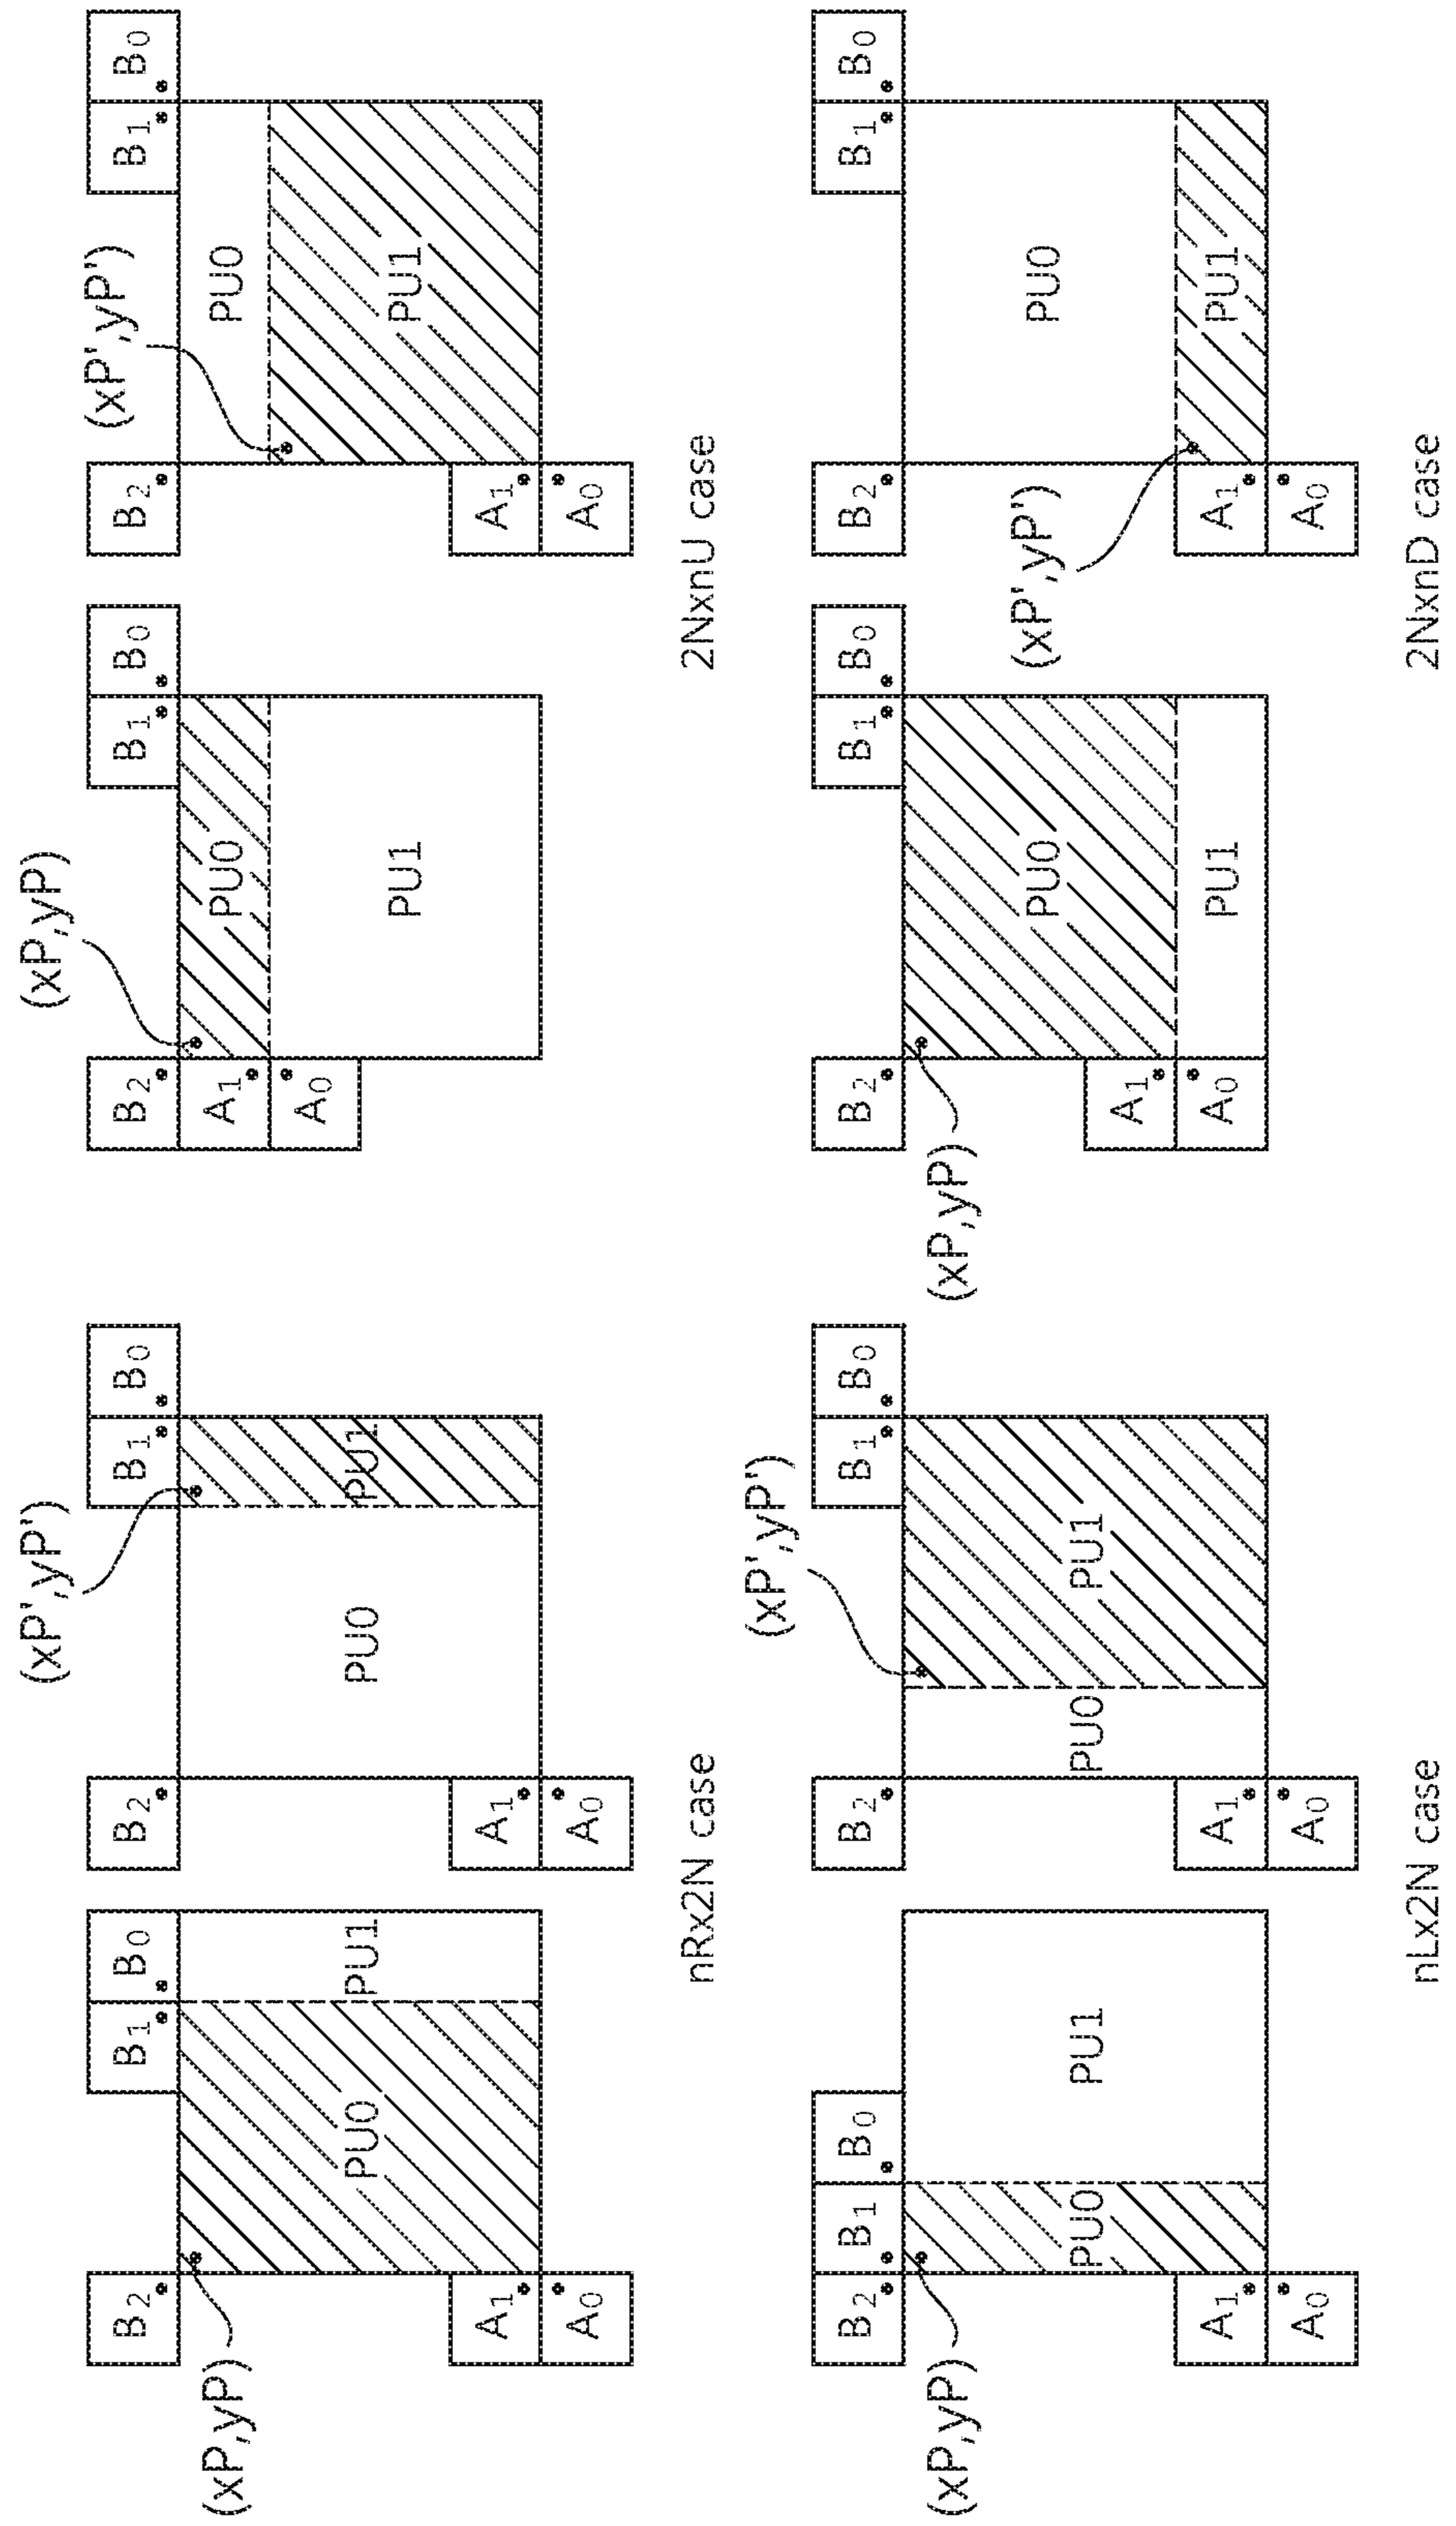 (xP,yP)
B2
B1
B0
PU0
PU1
A1
A0
(xP',yP')
B2
B1
B0
PU0
PU1
A1
A0
nRx2N case
(xP,yP)
B2
B1
B0
A1
PU0
A0
PU1
(xP',yP')
B2
B1
B0
PU0
PU1
A1
A0
2NxnU case
(xP,yP)
B2
B1
B0
PU0
PU1
A1
A0
(xP',yP')
B2
B1
B0
PU0
PU1
A1
A0
nLx2N case
(xP,yP)
B2
B1
B0
PU0
A1
A0
PU1
(xP',yP')
B2
B1
B0
PU0
A1
PU1
A0
2NxnD case